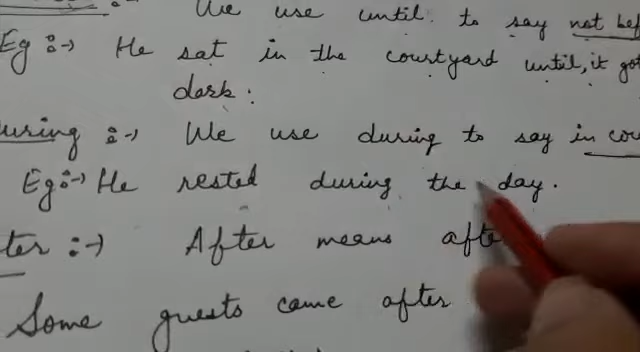 We use until. to say not bef
Eg :-) He sat in the courtyard until, it got
dark.
uring :-) We use during to say in cou
Eg :-) He rested during the day.
ter :-) After means afte
Some guests came after